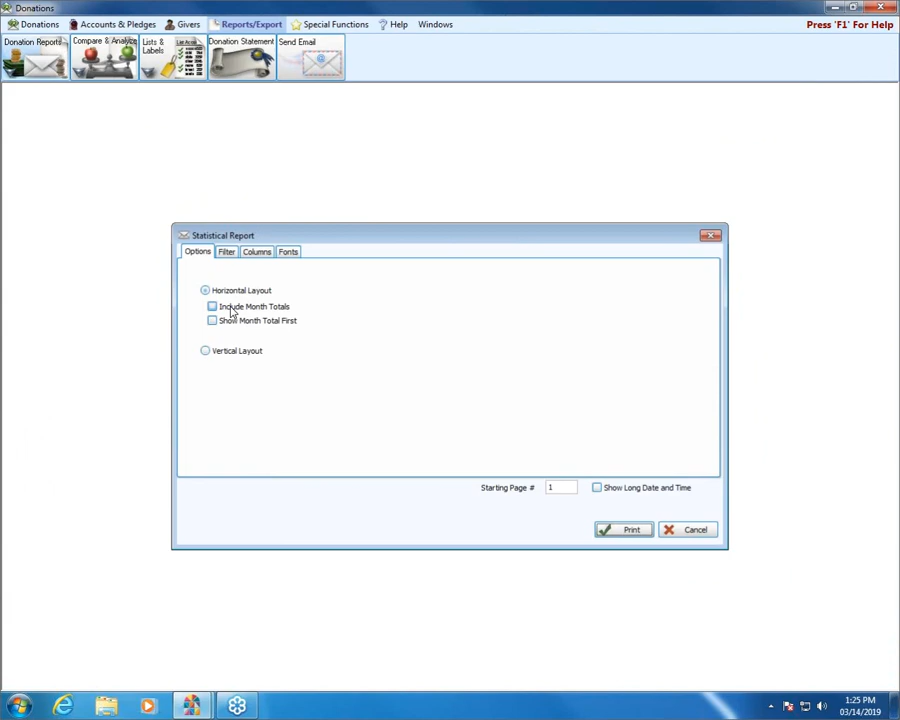 Donations
Donations Accounts & Pledges Givers Reports/Export Special Functions Help Windows Press 'F1' For Help
Donation Reports Compare & Analyze Lists & Labels Donation Statement Send Email
Statistical Report
Options Filter Columns Fonts
Horizontal Layout
Include Month Totals
Show Month Total First
Vertical Layout
Starting Page # 1 Show Long Date and Time
Print Cancel
1:25 PM
03/14/2019